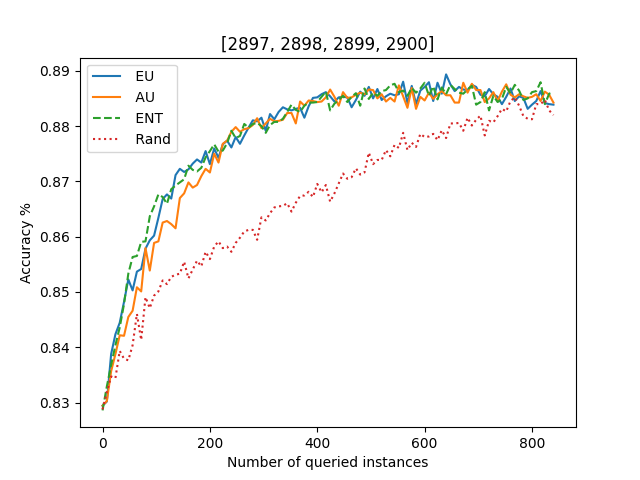 [2897, 2898, 2899, 2900]
EU
AU
ENT
Rand
Accuracy %
0.89
0.88
0.87
0.86
0.85
0.84
0.83
0 200 400 600 800
Number of queried instances